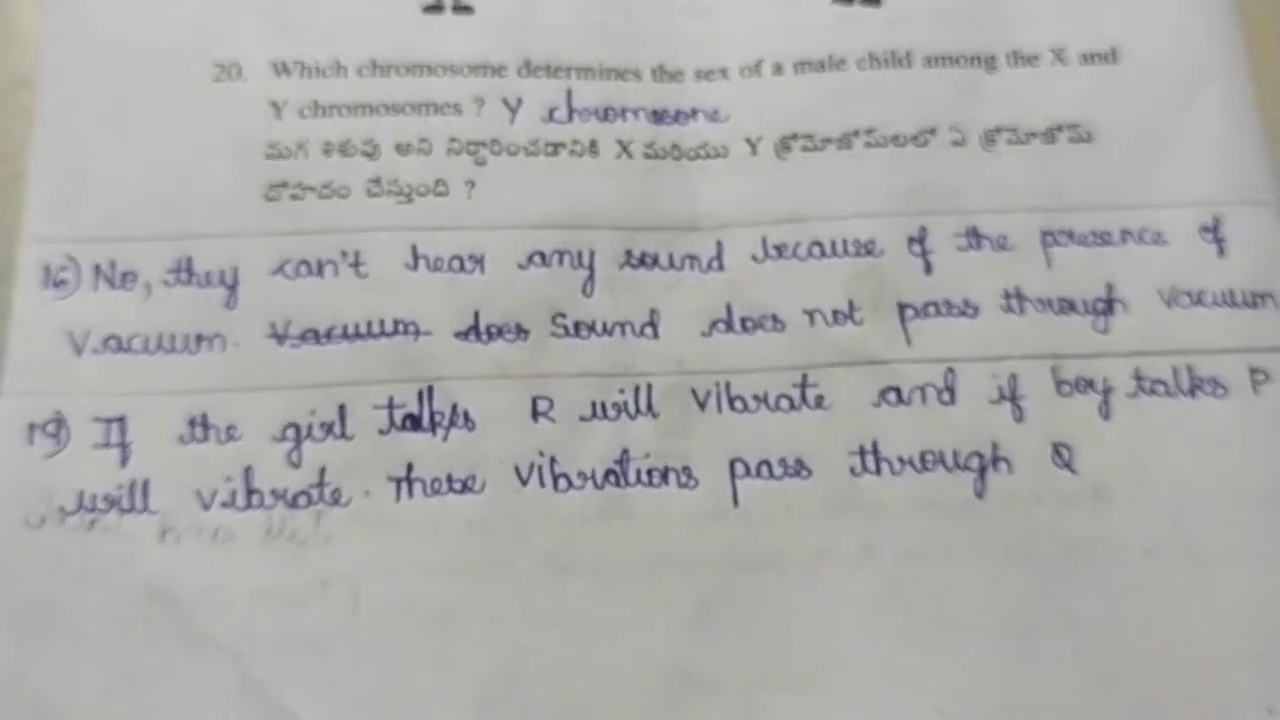 20. Which chromosome determines the sex of a male child among the X and
Y chromosomes ? Y chromosone
మగ శిశువు అని నిర్ధారించడానికి X మరియు Y క్రోమోజోమ్‌లలో ఏ క్రోమోజోమ్
దోహదం చేస్తుంది ?
16) No, they can't hear any sound because of the presence of
Vacuum. Vacuum does Sound does not pass through vacuum
19) If the girl talks R will vibrate and if boy talks P
will vibrate. These vibrations pass through Q